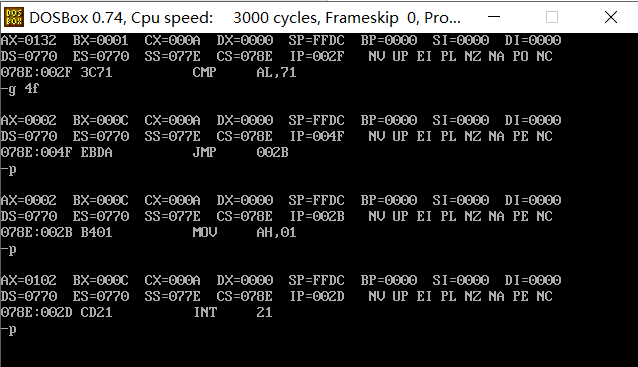 DOS
BOX
DOSBox 0.74, Cpu speed:    3000 cycles, Frameskip  0, Pro...
AX=0132  BX=0001  CX=000A  DX=0000  SP=FFDC  BP=0000  SI=0000  DI=0000
DS=0770  ES=0770  SS=077E  CS=078E  IP=002F   NV UP EI PL NZ NA PO NC
078E:002F 3C71          CMP     AL,71
-g 4f
AX=0002  BX=000C  CX=000A  DX=0000  SP=FFDC  BP=0000  SI=0000  DI=0000
DS=0770  ES=0770  SS=077E  CS=078E  IP=004F   NV UP EI PL NZ NA PE NC
078E:004F EBDA          JMP     002B
-p
AX=0002  BX=000C  CX=000A  DX=0000  SP=FFDC  BP=0000  SI=0000  DI=0000
DS=0770  ES=0770  SS=077E  CS=078E  IP=002B   NV UP EI PL NZ NA PE NC
078E:002B B401          MOV     AH,01
-p
AX=0102  BX=000C  CX=000A  DX=0000  SP=FFDC  BP=0000  SI=0000  DI=0000
DS=0770  ES=0770  SS=077E  CS=078E  IP=002D   NV UP EI PL NZ NA PE NC
078E:002D CD21          INT     21
-p